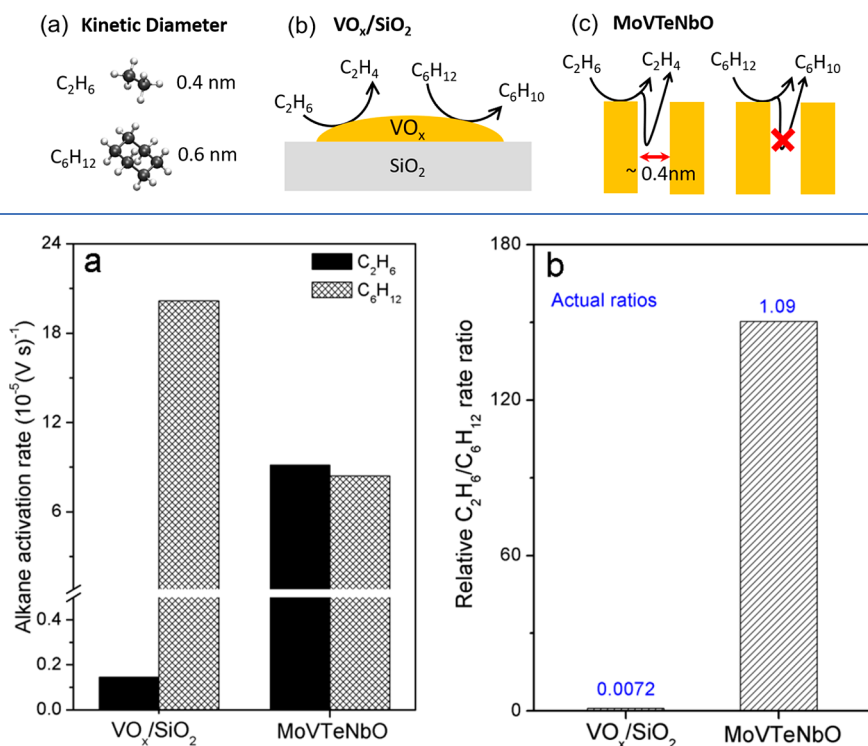 (a) Kinetic Diameter
C₂H₆ 0.4 nm
C₆H₁₂ 0.6 nm
(b) VOₓ/SiO₂
C₂H₆ C₂H₄ C₆H₁₂ C₆H₁₀
VOₓ
SiO₂
(c) MoVTeNbO
C₂H₆ C₂H₄ C₆H₁₂ C₆H₁₀
~ 0.4nm
a
C₂H₆
C₆H₁₂
Alkane activation rate (10⁻⁵(V s)⁻¹)
24
18
12
6
0.4
0.2
0.0
VOₓ/SiO₂ MoVTeNbO
b
Actual ratios
1.09
0.0072
Relative C₂H₆/C₆H₁₂ rate ratio
180
120
60
0
VOₓ/SiO₂ MoVTeNbO